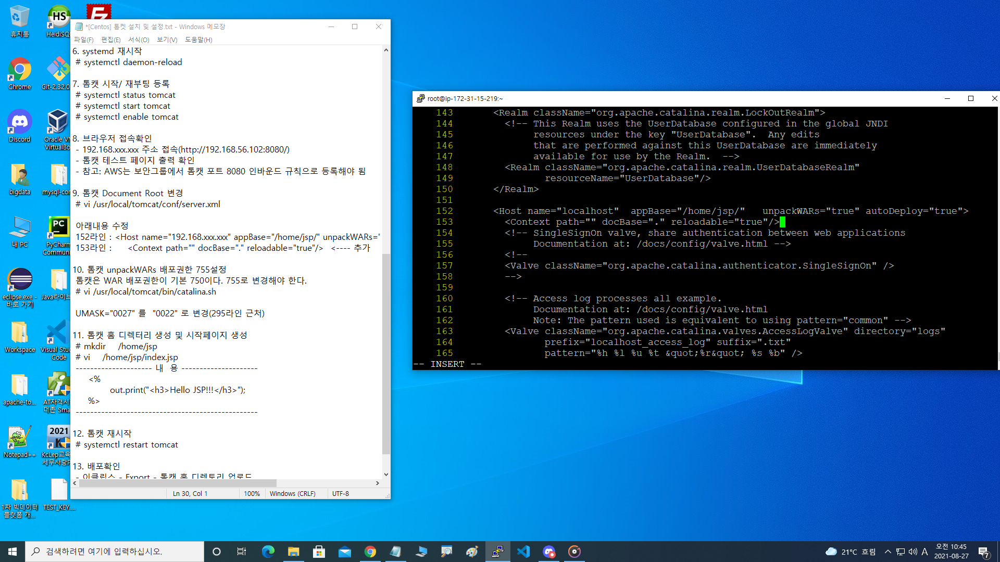 휴지통
HS
HeidiSQ
FZ
Chrome
Git-2.32.0
Discord
Oracle VM
VirtualBo
bigdata
mysql-con
내 PC
PC
PyCharm
Communi
eclipse.exe -
바로 가기
Java라이브
Workspace
Visual Stud
Code
apache-to...
AT자격시
더존 Sma
Notepad++
2021
KcLep교육
세무사랑P
1차 빅데이터
플랫폼 개...
TEST_KEY....
*[Centos] 톰켓 설치 및 설정.txt - Windows 메모장
파일(F) 편집(E) 서식(O) 보기(V) 도움말(H)
6. systemd 재시작
# systemctl daemon-reload
7. 톰캣 시작/ 재부팅 등록
# systemctl status tomcat
# systemctl start tomcat
# systemctl enable tomcat
8. 브라우저 접속확인
- 192.168.xxx.xxx 주소 접속(http://192.168.56.102:8080/)
- 톰캣 테스트 페이지 출력 확인
- 참고: AWS는 보안그룹에서 톰캣 포트 8080 인바운드 규칙으로 등록해야 됨
9. 톰캣 Document Root 변경
# vi /usr/local/tomcat/conf/server.xml
아래내용 수정
152라인 : <Host name="192.168.xxx.xxx" appBase="/home/jsp/" unpackWARs="
153라인 : <Context path="" docBase="." reloadable="true"/> <---- 추가
10. 톰캣 unpackWARs 배포권한 755설정
톰캣은 WAR 배포권한이 기본 750이다. 755로 변경해야 한다.
# vi /usr/local/tomcat/bin/catalina.sh
UMASK="0027" 를 "0022" 로 변경(295라인 근처)
11. 톰캣 홈 디렉터리 생성 및 시작페이지 생성
# mkdir /home/jsp
# vi /home/jsp/index.jsp
--------------------- 내 용 ---------------------
<%
out.print("<h3>Hello JSP!!!</h3>");
%>
--------------------------------------------------
12. 톰캣 재시작
# systemctl restart tomcat
13. 배포확인
- 이클립스 - Export - 톰캣 홈 디렉토리 업로드
Ln 30, Col 1 100% Windows (CRLF) UTF-8
root@ip-172-31-15-219:~
143 <Realm className="org.apache.catalina.realm.LockOutRealm">
144 <!-- This Realm uses the UserDatabase configured in the global JNDI
145 resources under the key "UserDatabase". Any edits
146 that are performed against this UserDatabase are immediately
147 available for use by the Realm. -->
148 <Realm className="org.apache.catalina.realm.UserDatabaseRealm"
149 resourceName="UserDatabase"/>
150 </Realm>
151
152 <Host name="localhost" appBase="/home/jsp/" unpackWARs="true" autoDeploy="true">
153 <Context path="" docBase="." reloadable="true"/>
154 <!-- SingleSignOn valve, share authentication between web applications
155 Documentation at: /docs/config/valve.html -->
156 <!--
157 <Valve className="org.apache.catalina.authenticator.SingleSignOn" />
158 -->
159
160 <!-- Access log processes all example.
161 Documentation at: /docs/config/valve.html
162 Note: The pattern used is equivalent to using pattern="common" -->
163 <Valve className="org.apache.catalina.valves.AccessLogValve" directory="logs"
164 prefix="localhost_access_log" suffix=".txt"
165 pattern="%h %l %u %t &quot;%r&quot; %s %b" />
-- INSERT --
검색하려면 여기에 입력하십시오.
21°C 흐림
A
오전 10:45
2021-08-27
7